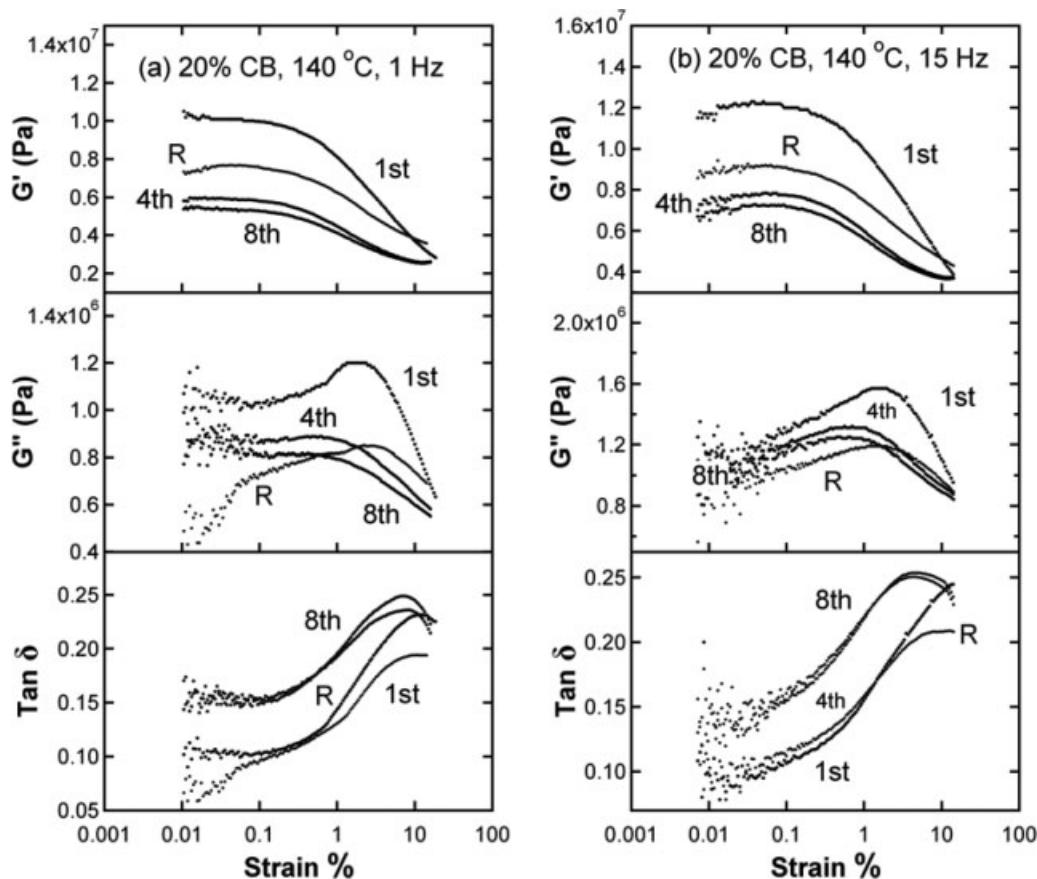 1.4x10⁷
(a) 20% CB, 140 °C, 1 Hz
1.2
1.0
R
1st
0.8
G' (Pa)
0.6
4th
0.4
8th
0.2
1.4x10⁶
1.2
1st
1.0
4th
G'' (Pa)
0.8
R
0.6
8th
0.4
0.25
8th
0.20
Tan δ
R
0.15
1st
0.10
0.05
0.001 0.01 0.1 1 10 100
Strain %
1.6x10⁷
(b) 20% CB, 140 °C, 15 Hz
1.4
1.2
R
1st
1.0
G' (Pa)
0.8
4th
0.6
8th
0.4
2.0x10⁶
1.6
1st
4th
G'' (Pa)
1.2
8th
R
0.8
0.25
8th
0.20
R
Tan δ
0.15
4th
1st
0.10
0.001 0.01 0.1 1 10 100
Strain %